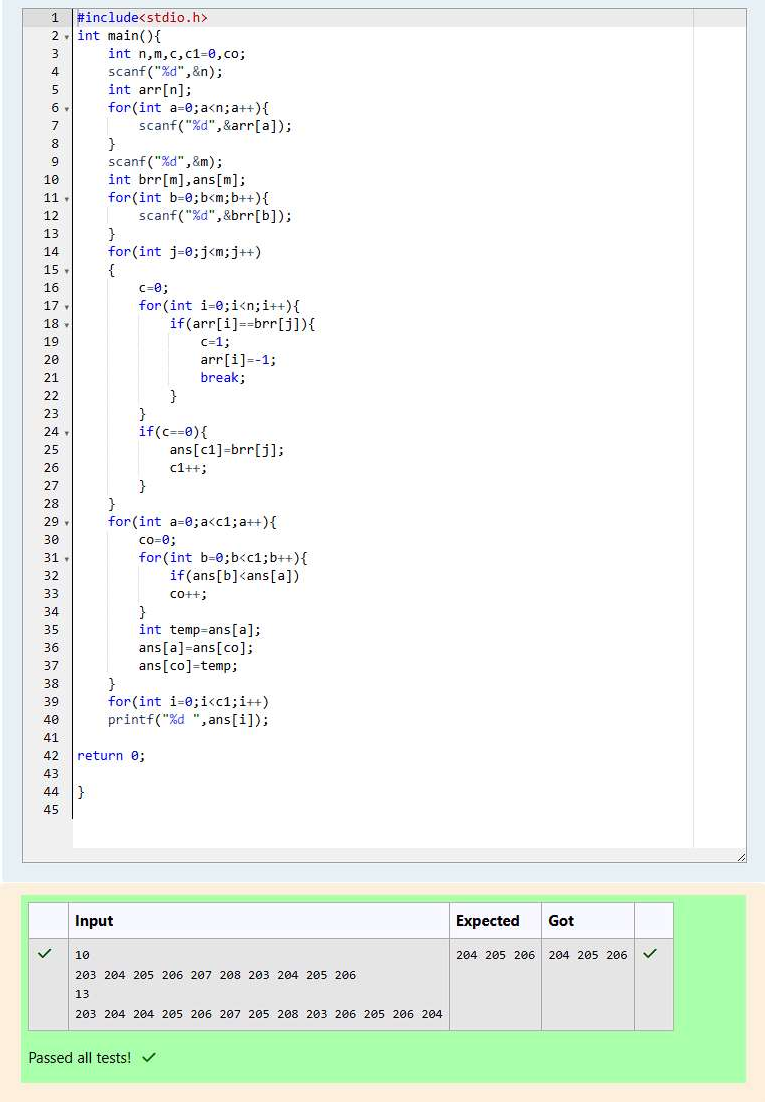 1 #include<stdio.h>
2 int main(){
3     int n,m,c,c1=0,co;
4     scanf("%d",&n);
5     int arr[n];
6     for(int a=0;a<n;a++){
7         scanf("%d",&arr[a]);
8     }
9     scanf("%d",&m);
10     int brr[m],ans[m];
11     for(int b=0;b<m;b++){
12         scanf("%d",&brr[b]);
13     }
14     for(int j=0;j<m;j++)
15     {
16         c=0;
17         for(int i=0;i<n;i++){
18             if(arr[i]==brr[j]){
19                 c=1;
20                 arr[i]=-1;
21                 break;
22             }
23         }
24         if(c==0){
25             ans[c1]=brr[j];
26             c1++;
27         }
28     }
29     for(int a=0;a<c1;a++){
30         co=0;
31         for(int b=0;b<c1;b++){
32             if(ans[b]<ans[a])
33             co++;
34         }
35         int temp=ans[a];
36         ans[a]=ans[co];
37         ans[co]=temp;
38     }
39     for(int i=0;i<c1;i++)
40     printf("%d ",ans[i]);
41
42 return 0;
43
44 }
45
Input Expected Got
10 204 205 206 204 205 206
203 204 205 206 207 208 203 204 205 206
13
203 204 204 205 206 207 205 208 203 206 205 206 204
Passed all tests!